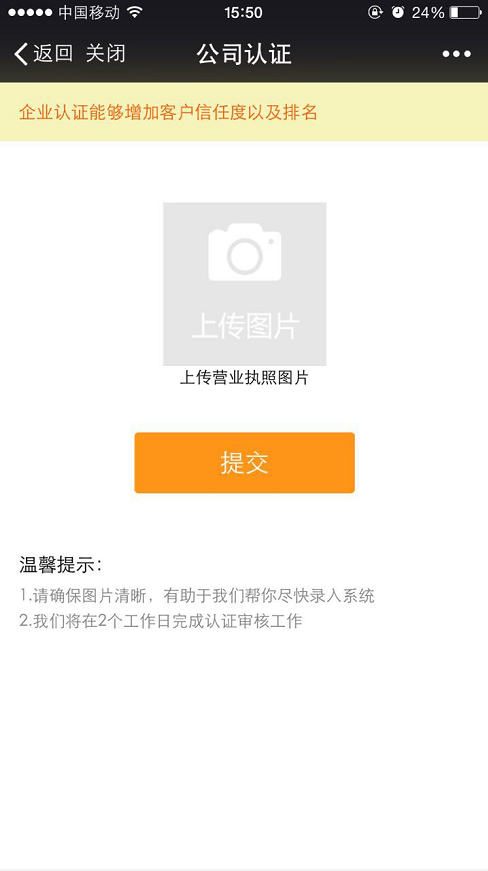 中国移动 15:50 24%
返回 关闭 公司认证
企业认证能够增加客户信任度以及排名
上传图片
上传营业执照图片
提交
温馨提示：
1.请确保图片清晰，有助于我们帮你尽快录入系统
2.我们将在2个工作日完成认证审核工作